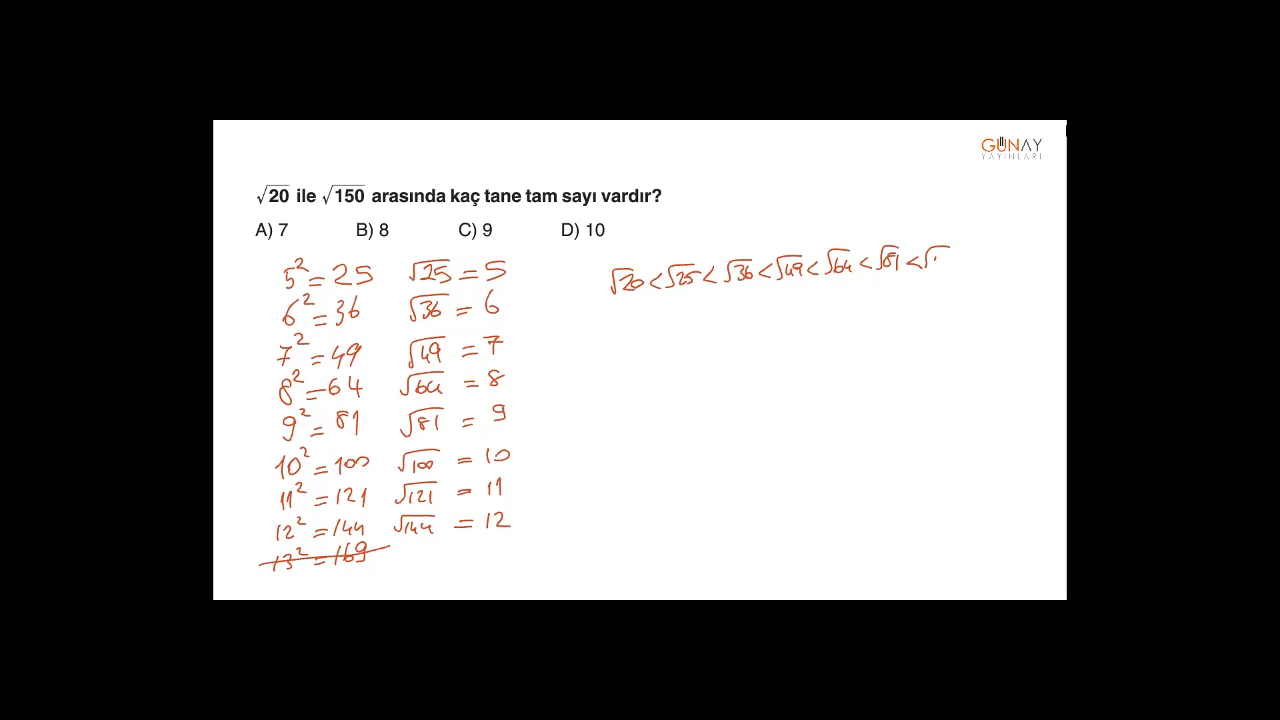 GÜNAY
YAYINLARI
√20 ile √150 arasında kaç tane tam sayı vardır?
A) 7 B) 8 C) 9 D) 10
5² = 25 √25 = 5
6² = 36 √36 = 6
7² = 49 √49 = 7
8² = 64 √64 = 8
9² = 81 √81 = 9
10² = 100 √100 = 10
11² = 121 √121 = 11
12² = 144 √144 = 12
13² = 169
√20 < √25 < √36 < √49 < √64 < √81 < √